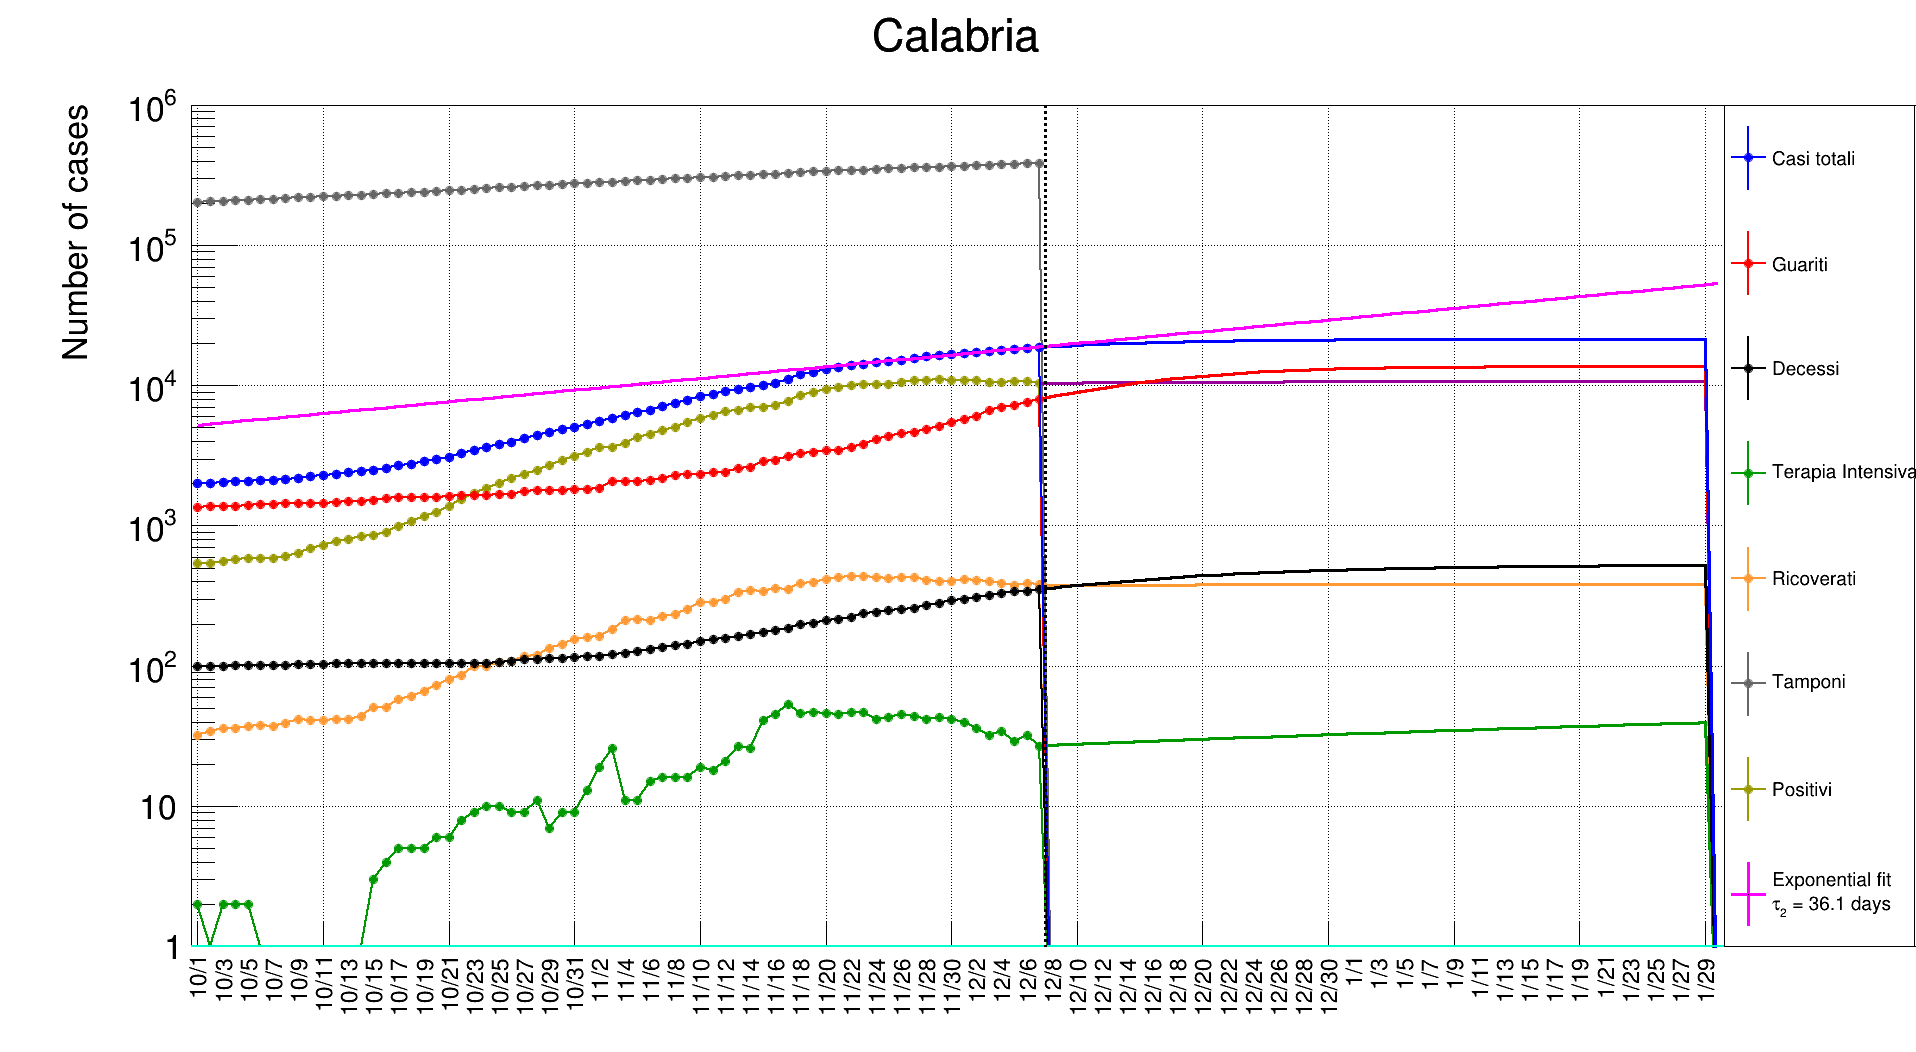 Calabria
Number of cases
10^6
10^5
10^4
10^3
10^2
10
1
10/1 10/3 10/5 10/7 10/9 10/11 10/13 10/15 10/17 10/19 10/21 10/23 10/25 10/27 10/29 10/31 11/2 11/4 11/6 11/8 11/10 11/12 11/14 11/16 11/18 11/20 11/22 11/24 11/26 11/28 11/30 12/2 12/4 12/6 12/8 12/10 12/12 12/14 12/16 12/18 12/20 12/22 12/24 12/26 12/28 12/30 1/1 1/3 1/5 1/7 1/9 1/11 1/13 1/15 1/17 1/19 1/21 1/23 1/25 1/27 1/29
Casi totali
Guariti
Decessi
Terapia Intensiva
Ricoverati
Tamponi
Positivi
Exponential fit
τ₂ = 36.1 days